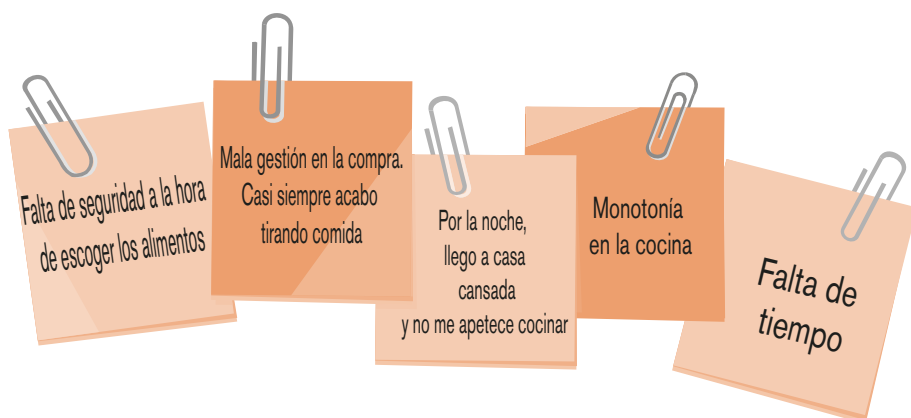 Falta de seguridad a la hora
de escoger los alimentos
Mala gestión en la compra.
Casi siempre acabo
tirando comida
Por la noche,
llego a casa
cansada
y no me apetece cocinar
Monotonía
en la cocina
Falta de
tiempo